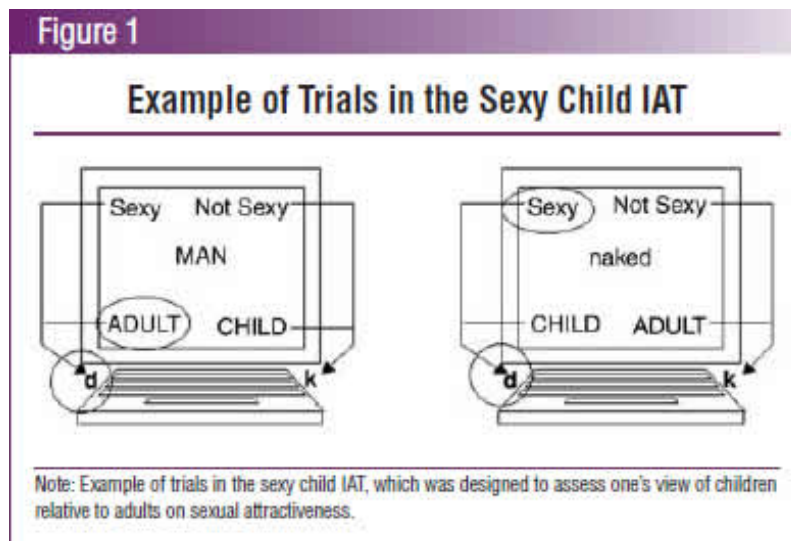 Figure 1
Example of Trials in the Sexy Child IAT
Sexy Not Sexy
MAN
ADULT CHILD
d k
Sexy Not Sexy
naked
CHILD ADULT
d k
Note: Example of trials in the sexy child IAT, which was designed to assess one's view of children
relative to adults on sexual attractiveness.